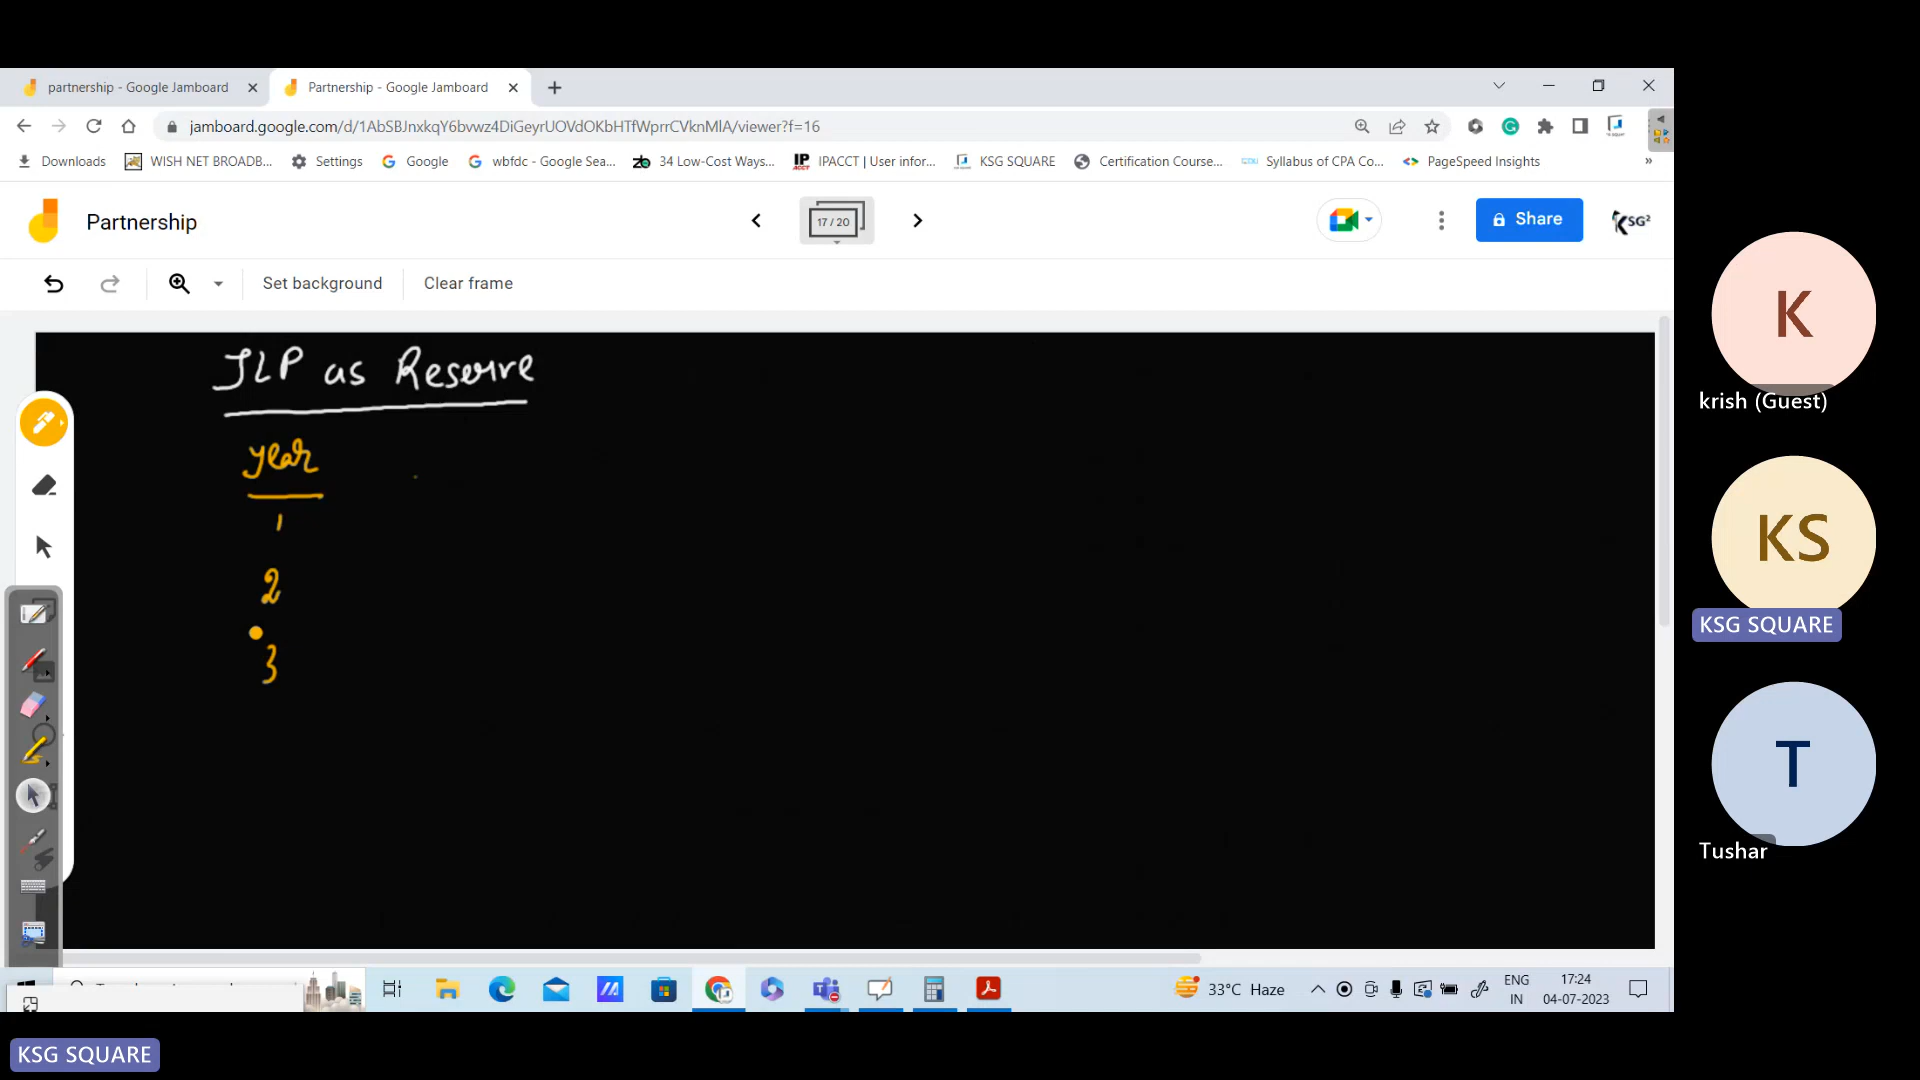 partnership - Google Jamboard
Partnership - Google Jamboard
jamboard.google.com/d/1AbSBJnxkqY6bvwz4DiGeyrUOVdOKbHTfWprrCVknMlA/viewer?f=16
Downloads WISH NET BROADB... Settings Google wbfdc - Google Sea... 34 Low-Cost Ways... IPACCT | User infor... KSG SQUARE Certification Course... Syllabus of CPA Co... PageSpeed Insights »
Partnership
17 / 20
Share
KSG²
Set background
Clear frame
JLP as Reserve
year
1
2
3
K
krish (Guest)
KS
KSG SQUARE
T
Tushar
33°C Haze
ENG
IN
17:24
04-07-2023
KSG SQUARE